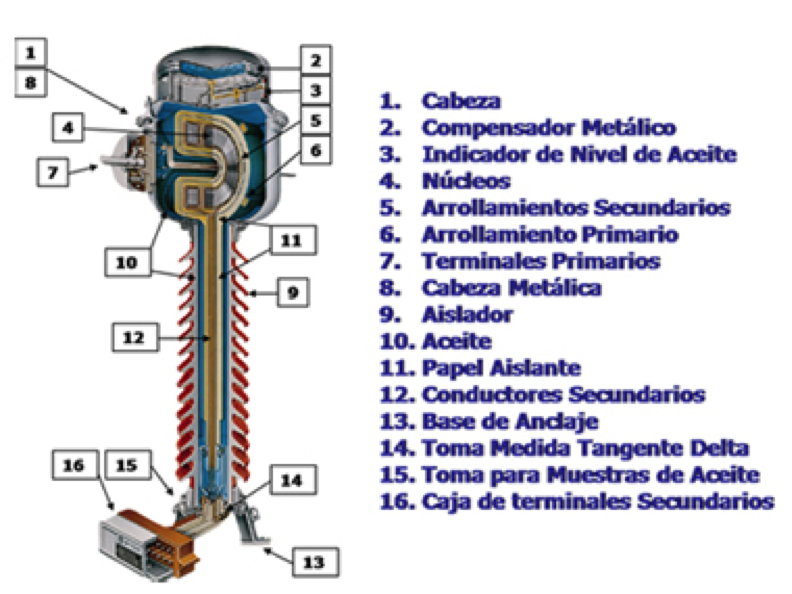 1
8
2
3
4
5
6
7
10
11
9
12
16
15
14
13
1. Cabeza
2. Compensador Metálico
3. Indicador de Nivel de Aceite
4. Núcleos
5. Arrollamientos Secundarios
6. Arrollamiento Primario
7. Terminales Primarios
8. Cabeza Metálica
9. Aislador
10. Aceite
11. Papel Aislante
12. Conductores Secundarios
13. Base de Anclaje
14. Toma Medida Tangente Delta
15. Toma para Muestras de Aceite
16. Caja de terminales Secundarios